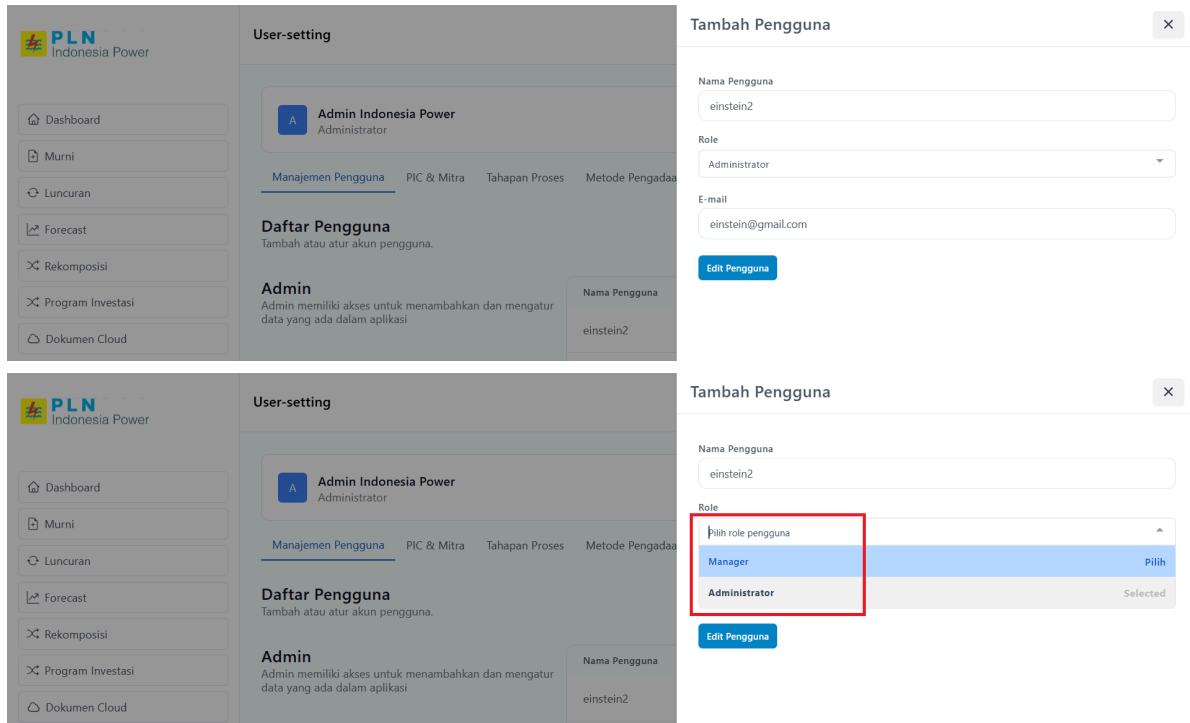 PLN
Indonesia Power
Dashboard
Murni
Luncuran
Forecast
Rekomposisi
Program Investasi
Dokumen Cloud
User-setting
A
Admin Indonesia Power
Administrator
Manajemen Pengguna PIC & Mitra Tahapan Proses Metode Pengadaa
Daftar Pengguna
Tambah atau atur akun pengguna.
Admin
Admin memiliki akses untuk menambahkan dan mengatur
data yang ada dalam aplikasi
Nama Pengguna
einstein2
Tambah Pengguna
Nama Pengguna
einstein2
Role
Administrator
E-mail
einstein@gmail.com
Edit Pengguna
PLN
Indonesia Power
Dashboard
Murni
Luncuran
Forecast
Rekomposisi
Program Investasi
Dokumen Cloud
User-setting
A
Admin Indonesia Power
Administrator
Manajemen Pengguna PIC & Mitra Tahapan Proses Metode Pengadaa
Daftar Pengguna
Tambah atau atur akun pengguna.
Admin
Admin memiliki akses untuk menambahkan dan mengatur
data yang ada dalam aplikasi
Nama Pengguna
einstein2
Tambah Pengguna
Nama Pengguna
einstein2
Role
Pilih role pengguna
Manager Pilih
Administrator Selected
Edit Pengguna